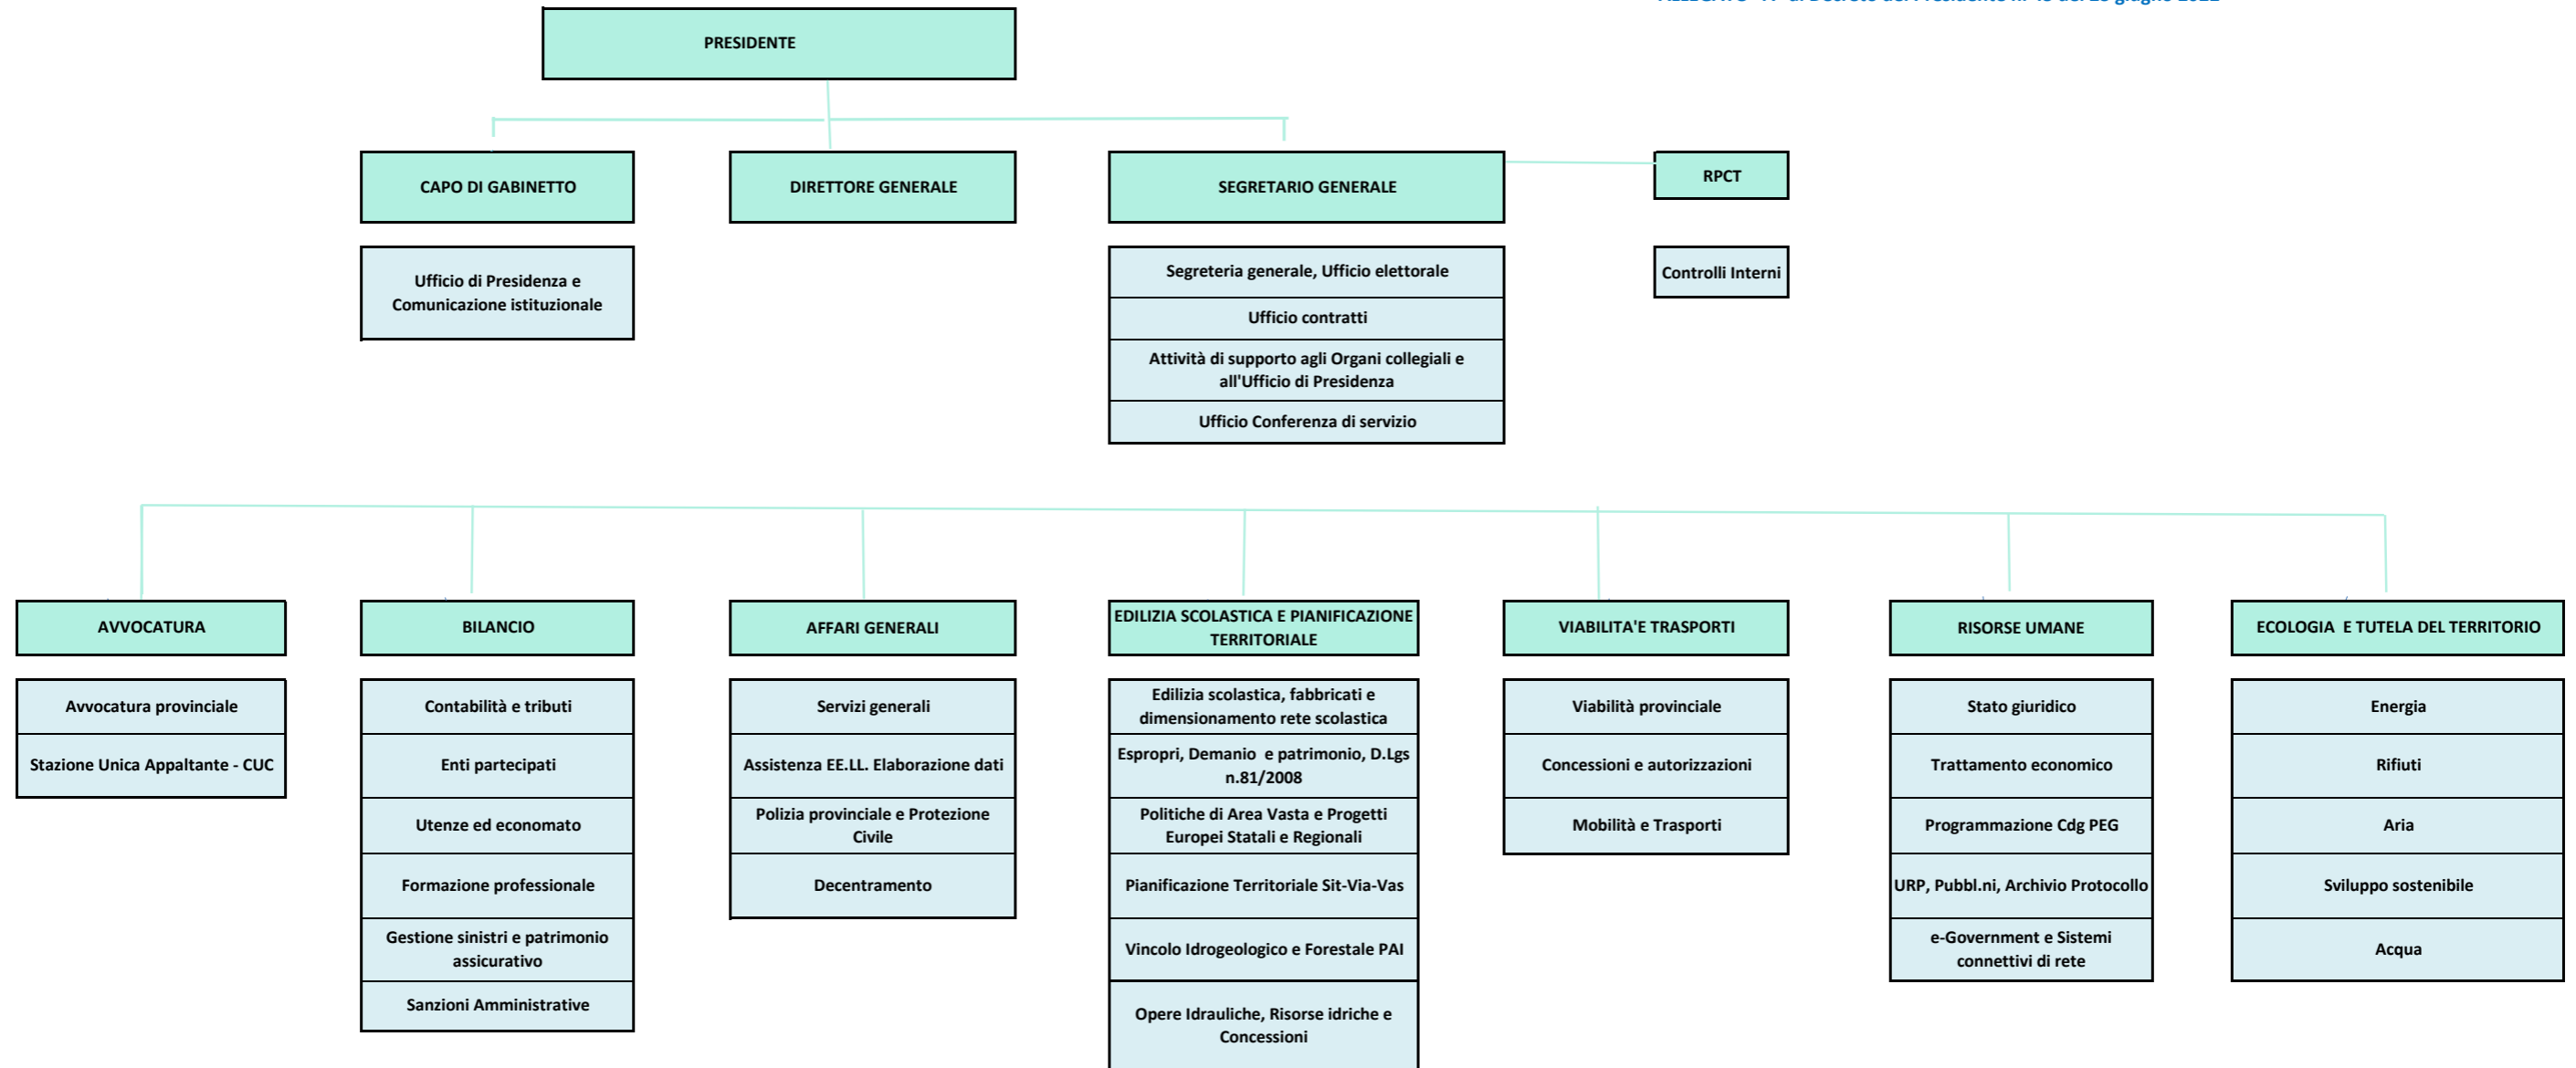 PRESIDENTE
CAPO DI GABINETTO
DIRETTORE GENERALE
SEGRETARIO GENERALE
RPCT
Ufficio di Presidenza e
Comunicazione istituzionale
Segreteria generale, Ufficio elettorale
Ufficio contratti
Attività di supporto agli Organi collegiali e
all'Ufficio di Presidenza
Ufficio Conferenza di servizio
Controlli Interni
AVVOCATURA
Avvocatura provinciale
Stazione Unica Appaltante - CUC
BILANCIO
Contabilità e tributi
Enti partecipati
Utenze ed economato
Formazione professionale
Gestione sinistri e patrimonio
assicurativo
Sanzioni Amministrative
AFFARI GENERALI
Servizi generali
Assistenza EE.LL. Elaborazione dati
Polizia provinciale e Protezione
Civile
Decentramento
EDILIZIA SCOLASTICA E PIANIFICAZIONE
TERRITORIALE
Edilizia scolastica, fabbricati e
dimensionamento rete scolastica
Espropri, Demanio e patrimonio, D.Lgs
n.81/2008
Politiche di Area Vasta e Progetti
Europei Statali e Regionali
Pianificazione Territoriale Sit-Via-Vas
Vincolo Idrogeologico e Forestale PAI
Opere Idrauliche, Risorse idriche e
Concessioni
VIABILITA'E TRASPORTI
Viabilità provinciale
Concessioni e autorizzazioni
Mobilità e Trasporti
RISORSE UMANE
Stato giuridico
Trattamento economico
Programmazione Cdg PEG
URP, Pubbl.ni, Archivio Protocollo
e-Government e Sistemi
connettivi di rete
ECOLOGIA E TUTELA DEL TERRITORIO
Energia
Rifiuti
Aria
Sviluppo sostenibile
Acqua